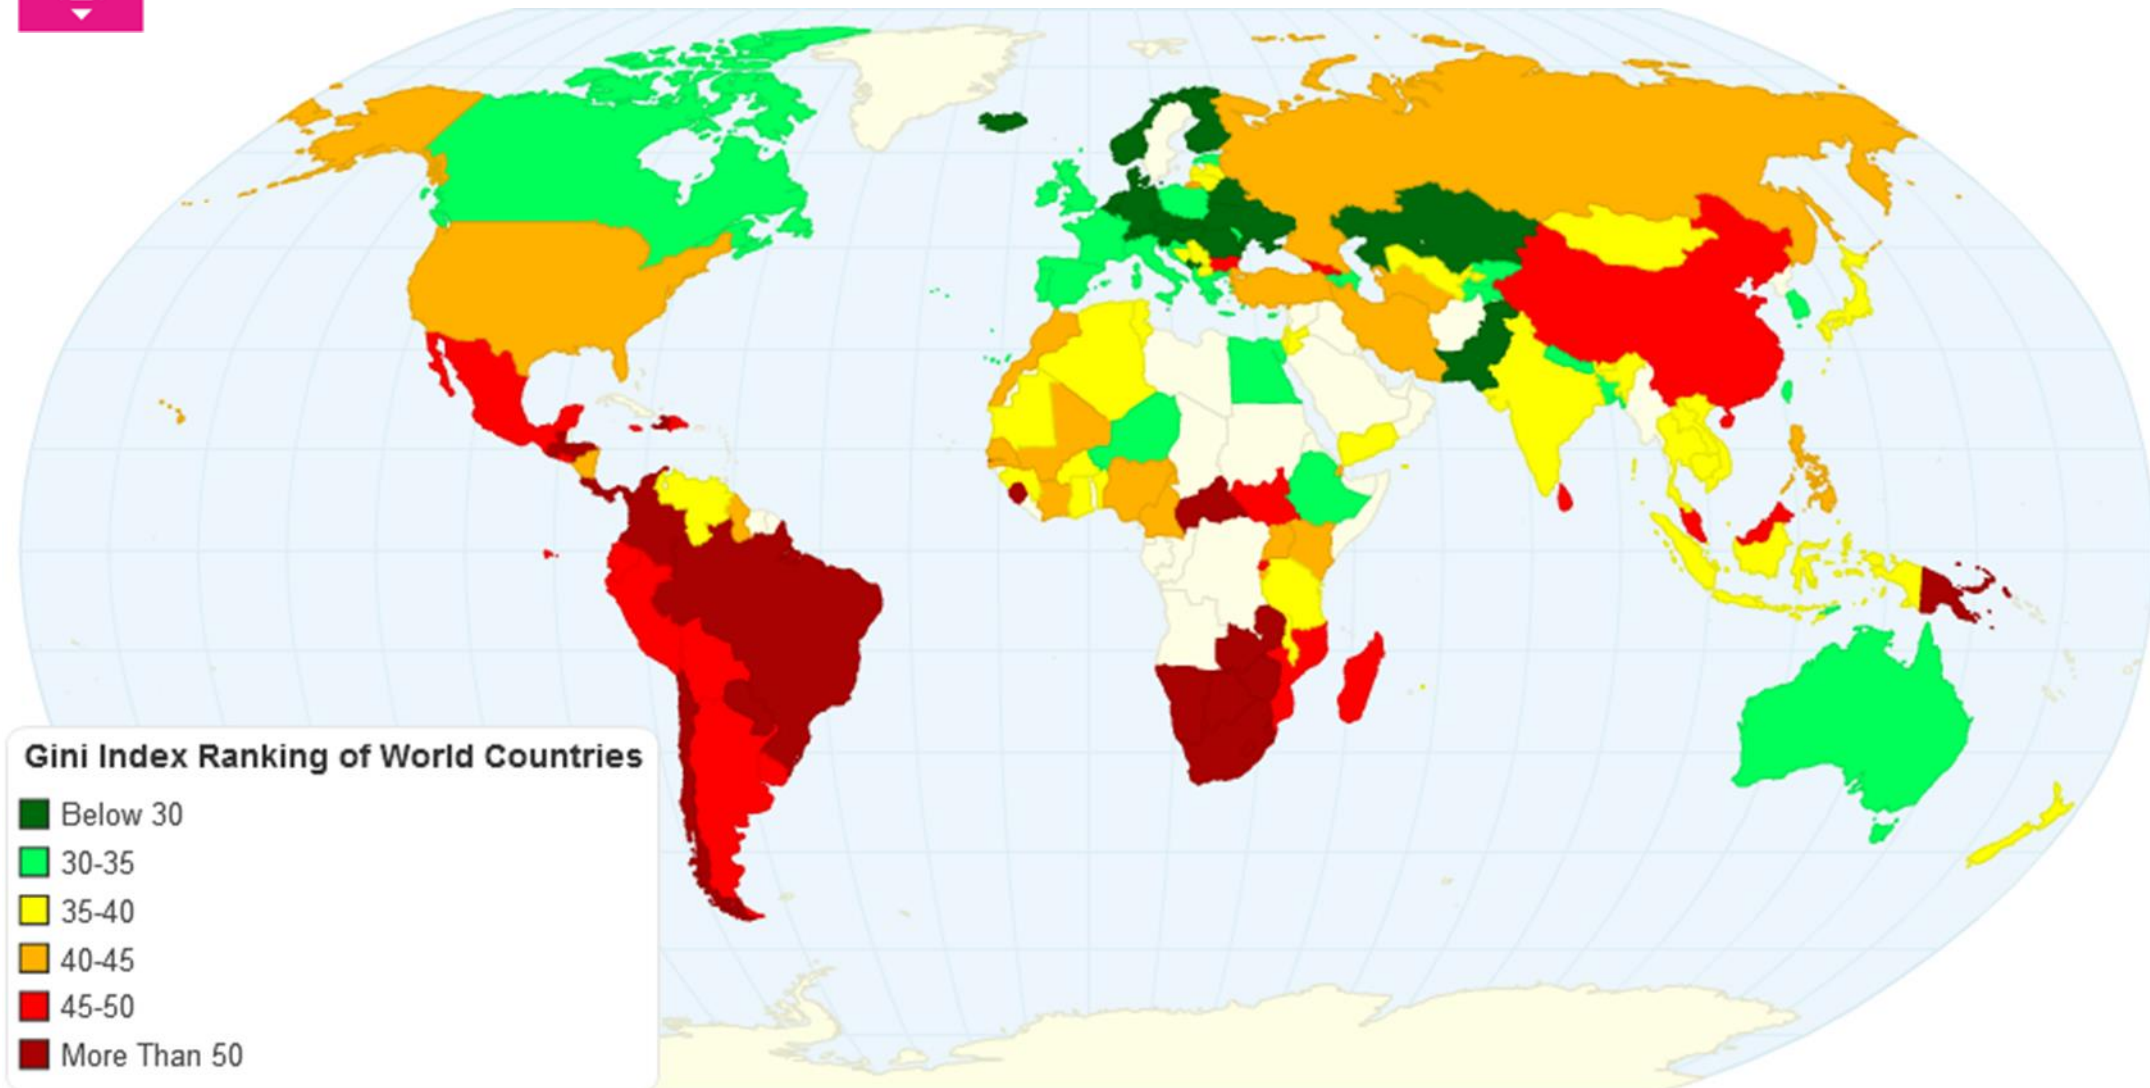 Gini Index Ranking of World Countries
Below 30
30-35
35-40
40-45
45-50
More Than 50